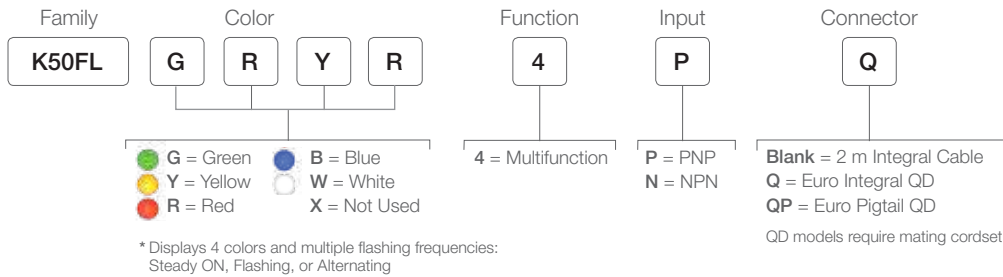 Family Color Function Input Connector
K50FL G R Y R 4 P Q
G = Green B = Blue 4 = Multifunction P = PNP Blank = 2 m Integral Cable
Y = Yellow W = White N = NPN Q = Euro Integral QD
R = Red X = Not Used QP = Euro Pigtail QD
QD models require mating cordset
* Displays 4 colors and multiple flashing frequencies:
Steady ON, Flashing, or Alternating